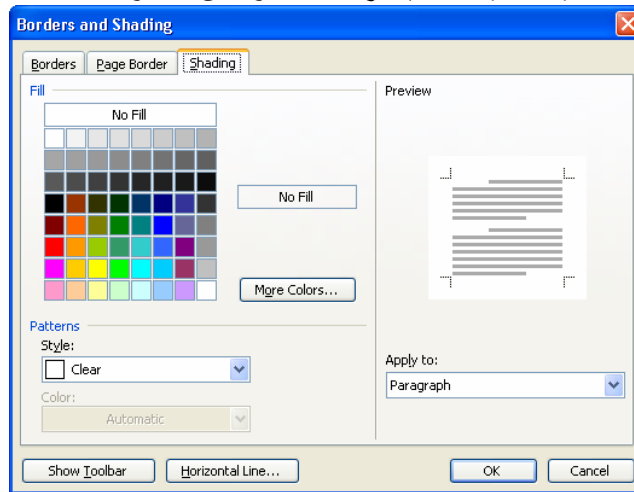 Borders and Shading
Borders Page Border Shading
Fill
No Fill
No Fill
More Colors...
Patterns
Style:
Clear
Color:
Automatic
Preview
Apply to:
Paragraph
Show Toolbar Horizontal Line... OK Cancel